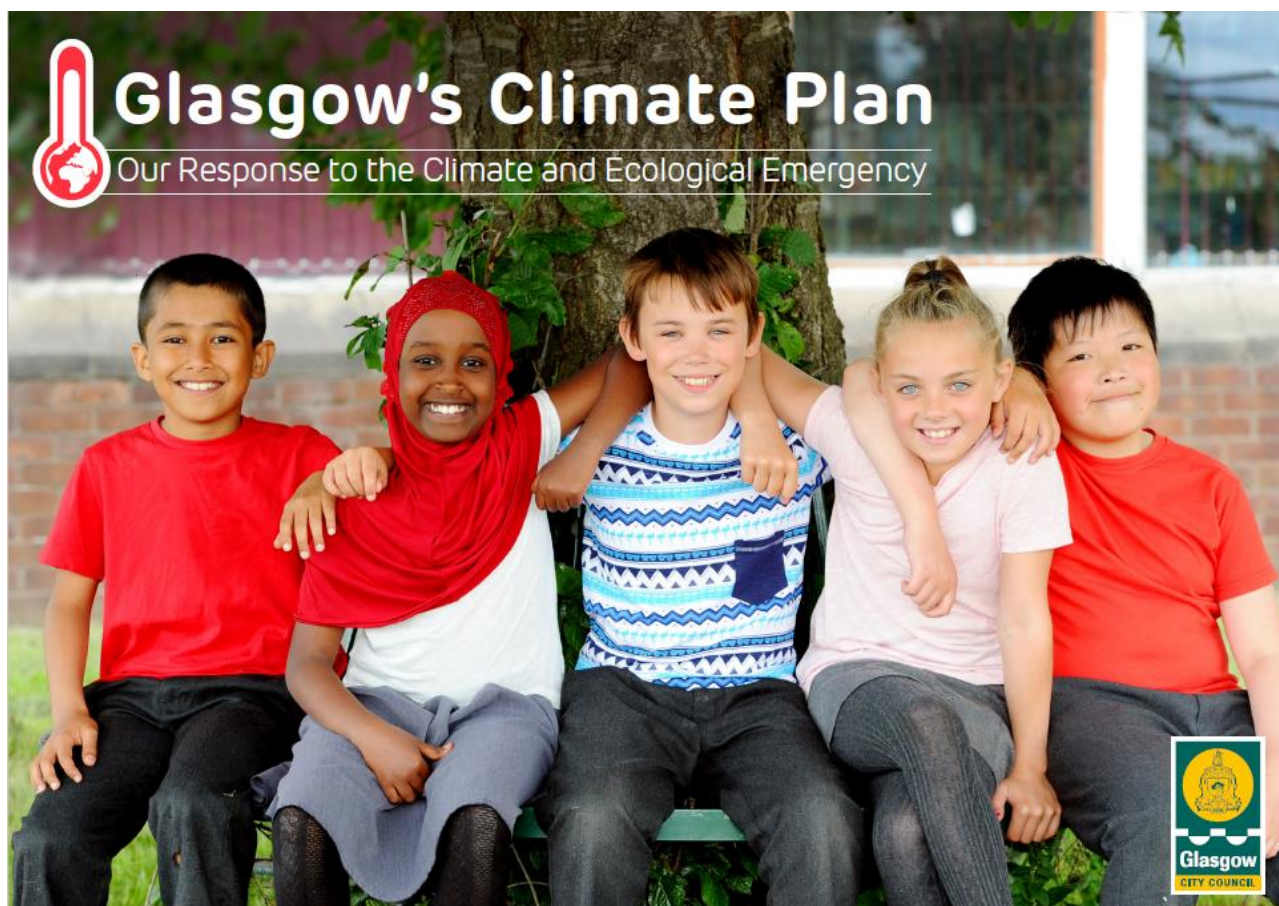 Glasgow's Climate Plan
Our Response to the Climate and Ecological Emergency
Glasgow
CITY COUNCIL